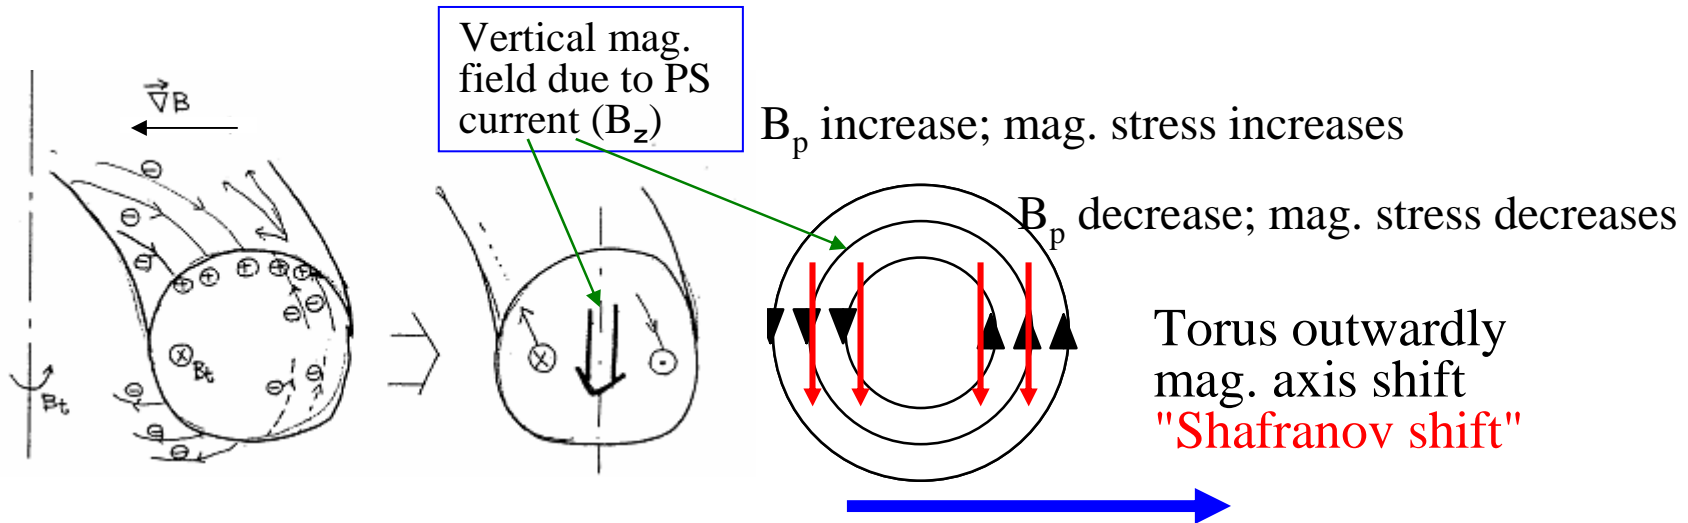 Vertical mag.
field due to PS
current (Bz)
∇B
Bp increase; mag. stress increases
Bp decrease; mag. stress decreases
Torus outwardly
mag. axis shift
"Shafranov shift"
Bt
Bt